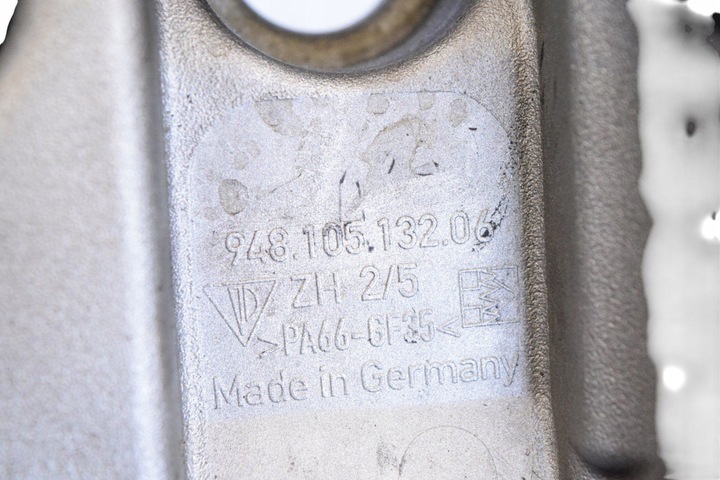 948.105.132.06
ZH 2/5
>PA66-GF35<
Made in Germany